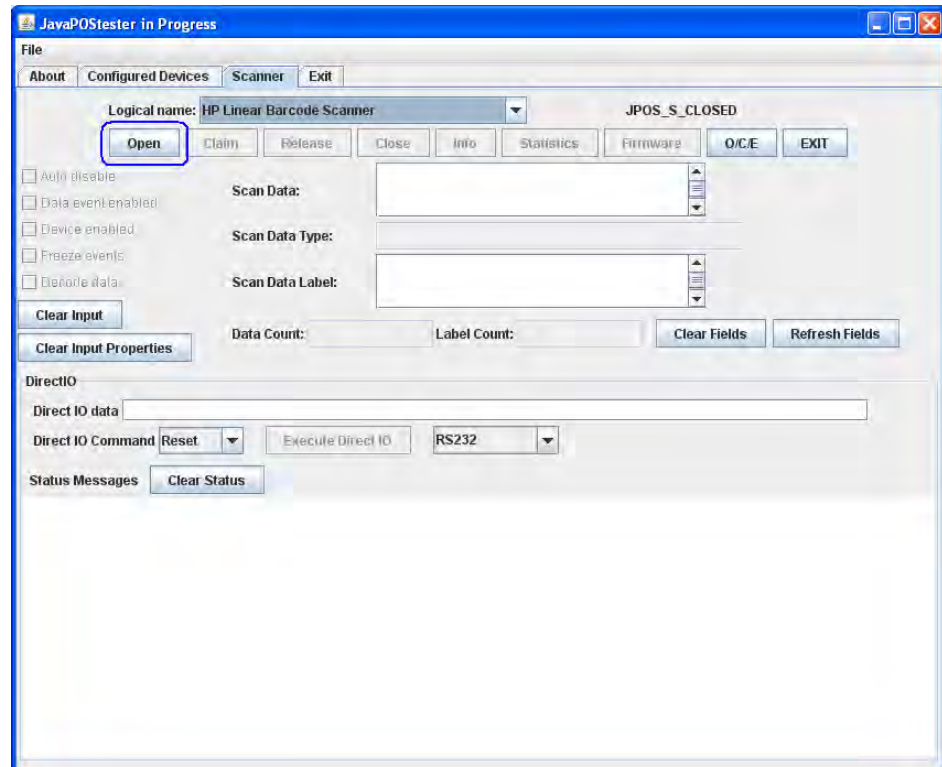 JavaPOStester in Progress
File
About Configured Devices Scanner Exit
Logical name: HP Linear Barcode Scanner JPOS_S_CLOSED
Open Claim Release Close Info Statistics Firmware O/C/E EXIT
Auto disable
Scan Data:
Data event enabled
Device enabled
Scan Data Type:
Freeze events
Decode data
Scan Data Label:
Clear Input
Data Count: Label Count: Clear Fields Refresh Fields
Clear Input Properties
DirectIO
Direct IO data
Direct IO Command Reset Execute Direct IO RS232
Status Messages Clear Status